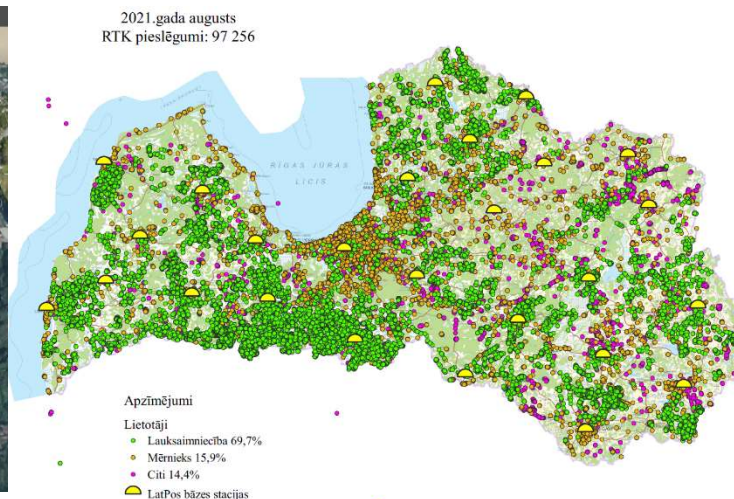 2021.gada augusts
RTK pieslēgumi: 97 256
RĪGAS JŪRAS
LĪCIS
Apzīmējumi
Lietotāji
Lauksaimniecība 69,7%
Mērnieks 15,9%
Citi 14,4%
LatPos bāzes stacijas